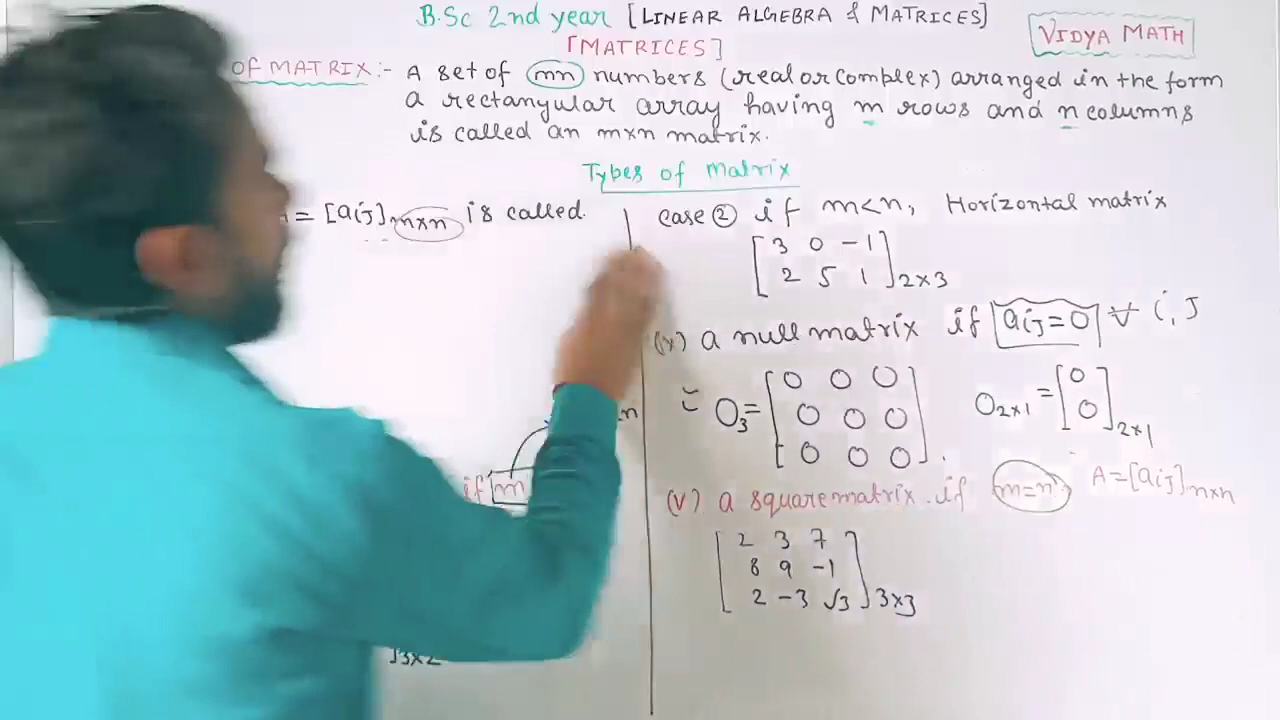 B.Sc 2nd year [LINEAR ALGEBRA & MATRICES]
[MATRICES]
VIDYA MATH
OF MATRIX :- A set of mn numbers (real or complex) arranged in the form
a rectangular array having m rows and n columns
is called an m×n matrix.
Types of matrix
= [aij]m×n is called.
if m
3×2
case ② if m<n, Horizontal matrix
[3 0 -1
2 5 1]2×3
a null matrix if aij=0 ∀ i, J
O3= [0 0 0
0 0 0
0 0 0].
O2×1 = [0
0]2×1
(V) a square matrix. if m=n. A=[aij]n×n
[2 3 7
8 9 -1
2 -3 √3]3×3